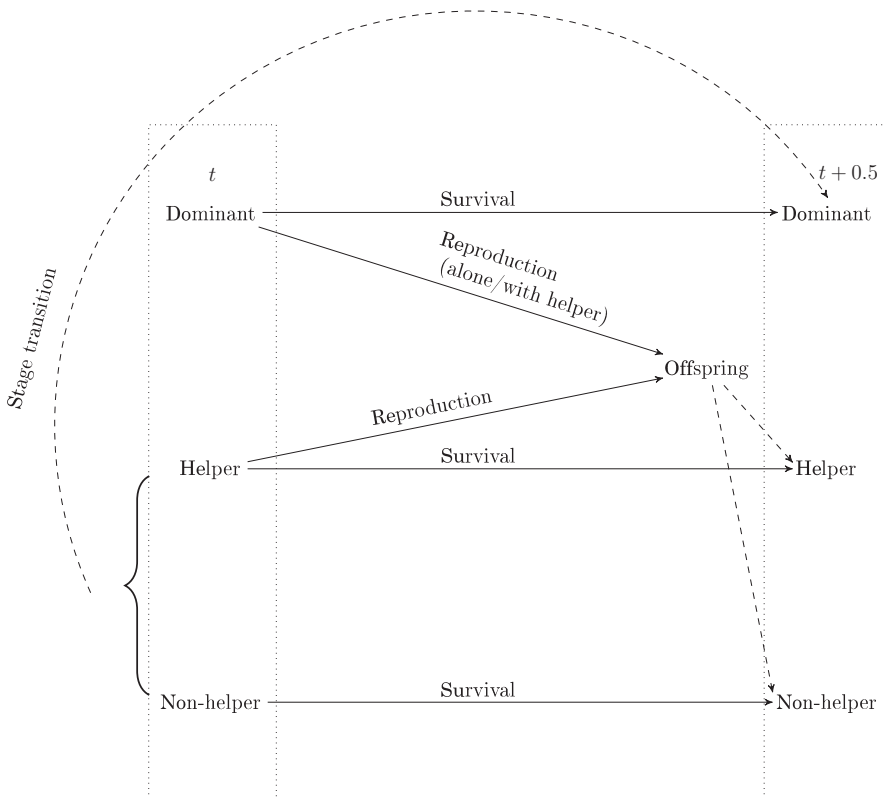 t
t + 0.5
Dominant
Survival
Dominant
Reproduction
(alone/with helper)
Stage transition
Offspring
Reproduction
Helper
Survival
Helper
Non-helper
Survival
Non-helper